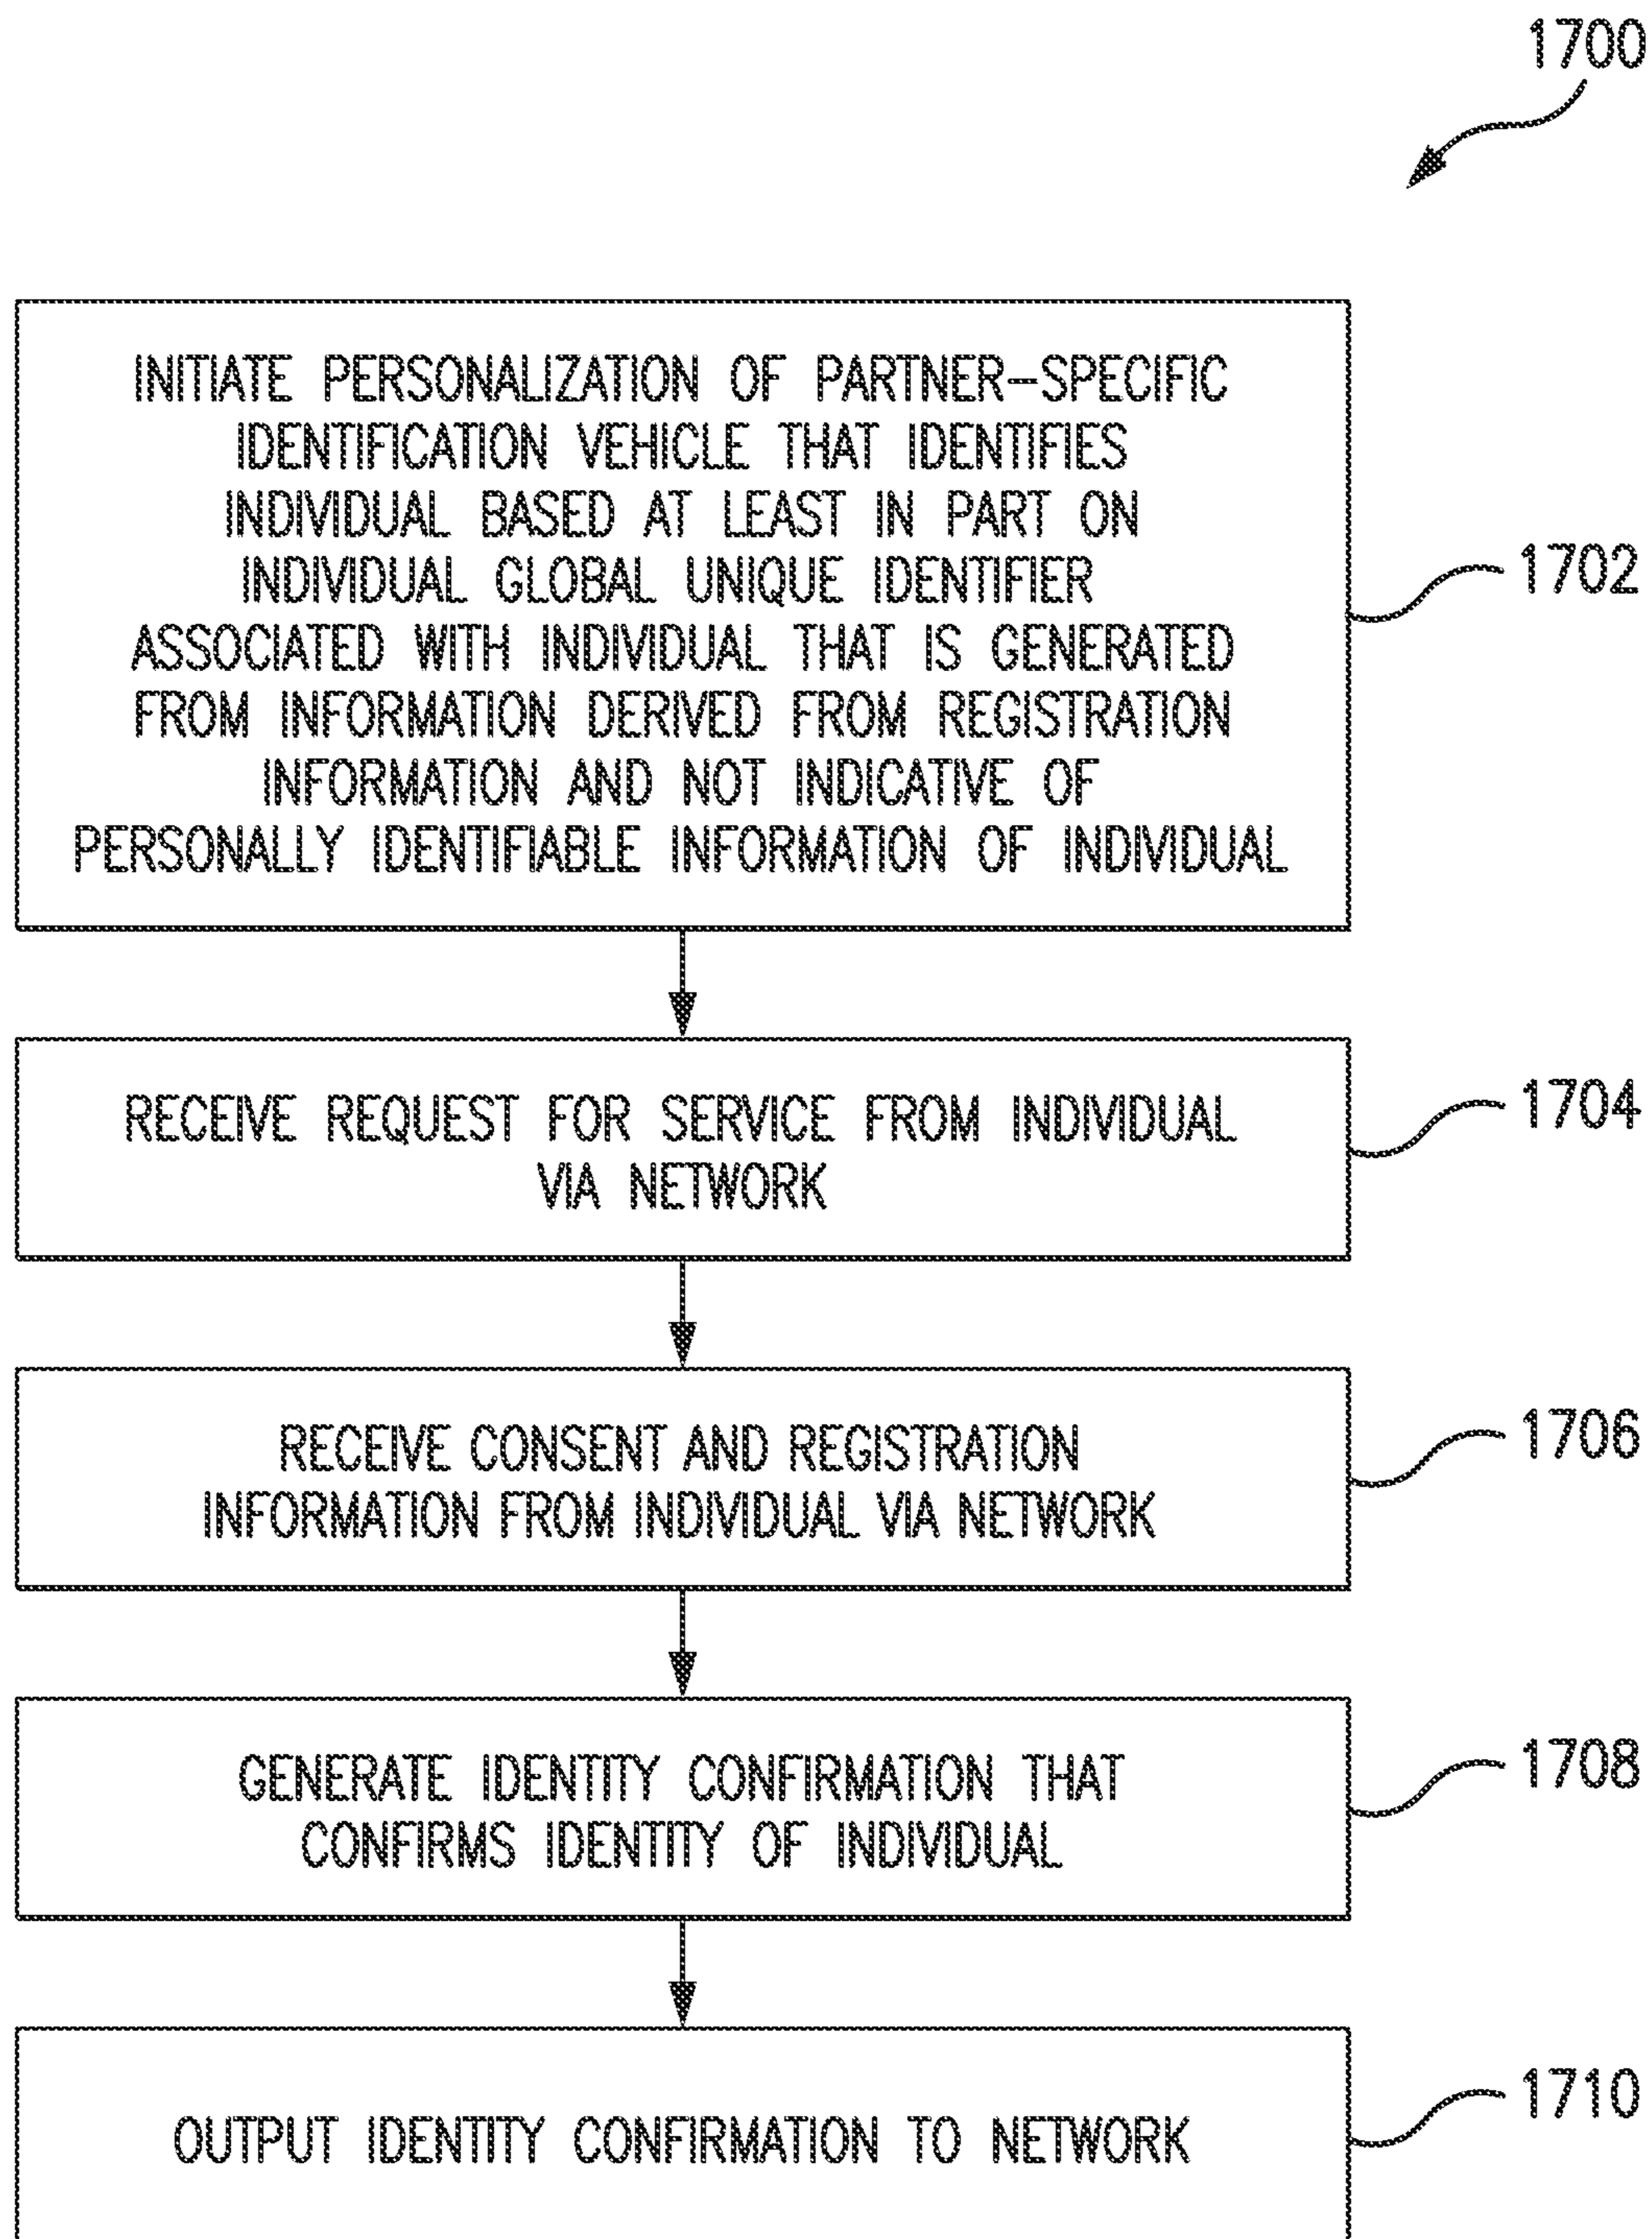 1700
INITIATE PERSONALIZATION OF PARTNER-SPECIFIC
IDENTIFICATION VEHICLE THAT IDENTIFIES
INDIVIDUAL BASED AT LEAST IN PART ON
INDIVIDUAL GLOBAL UNIQUE IDENTIFIER
ASSOCIATED WITH INDIVIDUAL THAT IS GENERATED
FROM INFORMATION DERIVED FROM REGISTRATION
INFORMATION AND NOT INDICATIVE OF
PERSONALLY IDENTIFIABLE INFORMATION OF INDIVIDUAL
1702
RECEIVE REQUEST FOR SERVICE FROM INDIVIDUAL
VIA NETWORK
1704
RECEIVE CONSENT AND REGISTRATION
INFORMATION FROM INDIVIDUAL VIA NETWORK
1706
GENERATE IDENTITY CONFIRMATION THAT
CONFIRMS IDENTITY OF INDIVIDUAL
1708
OUTPUT IDENTITY CONFIRMATION TO NETWORK
1710